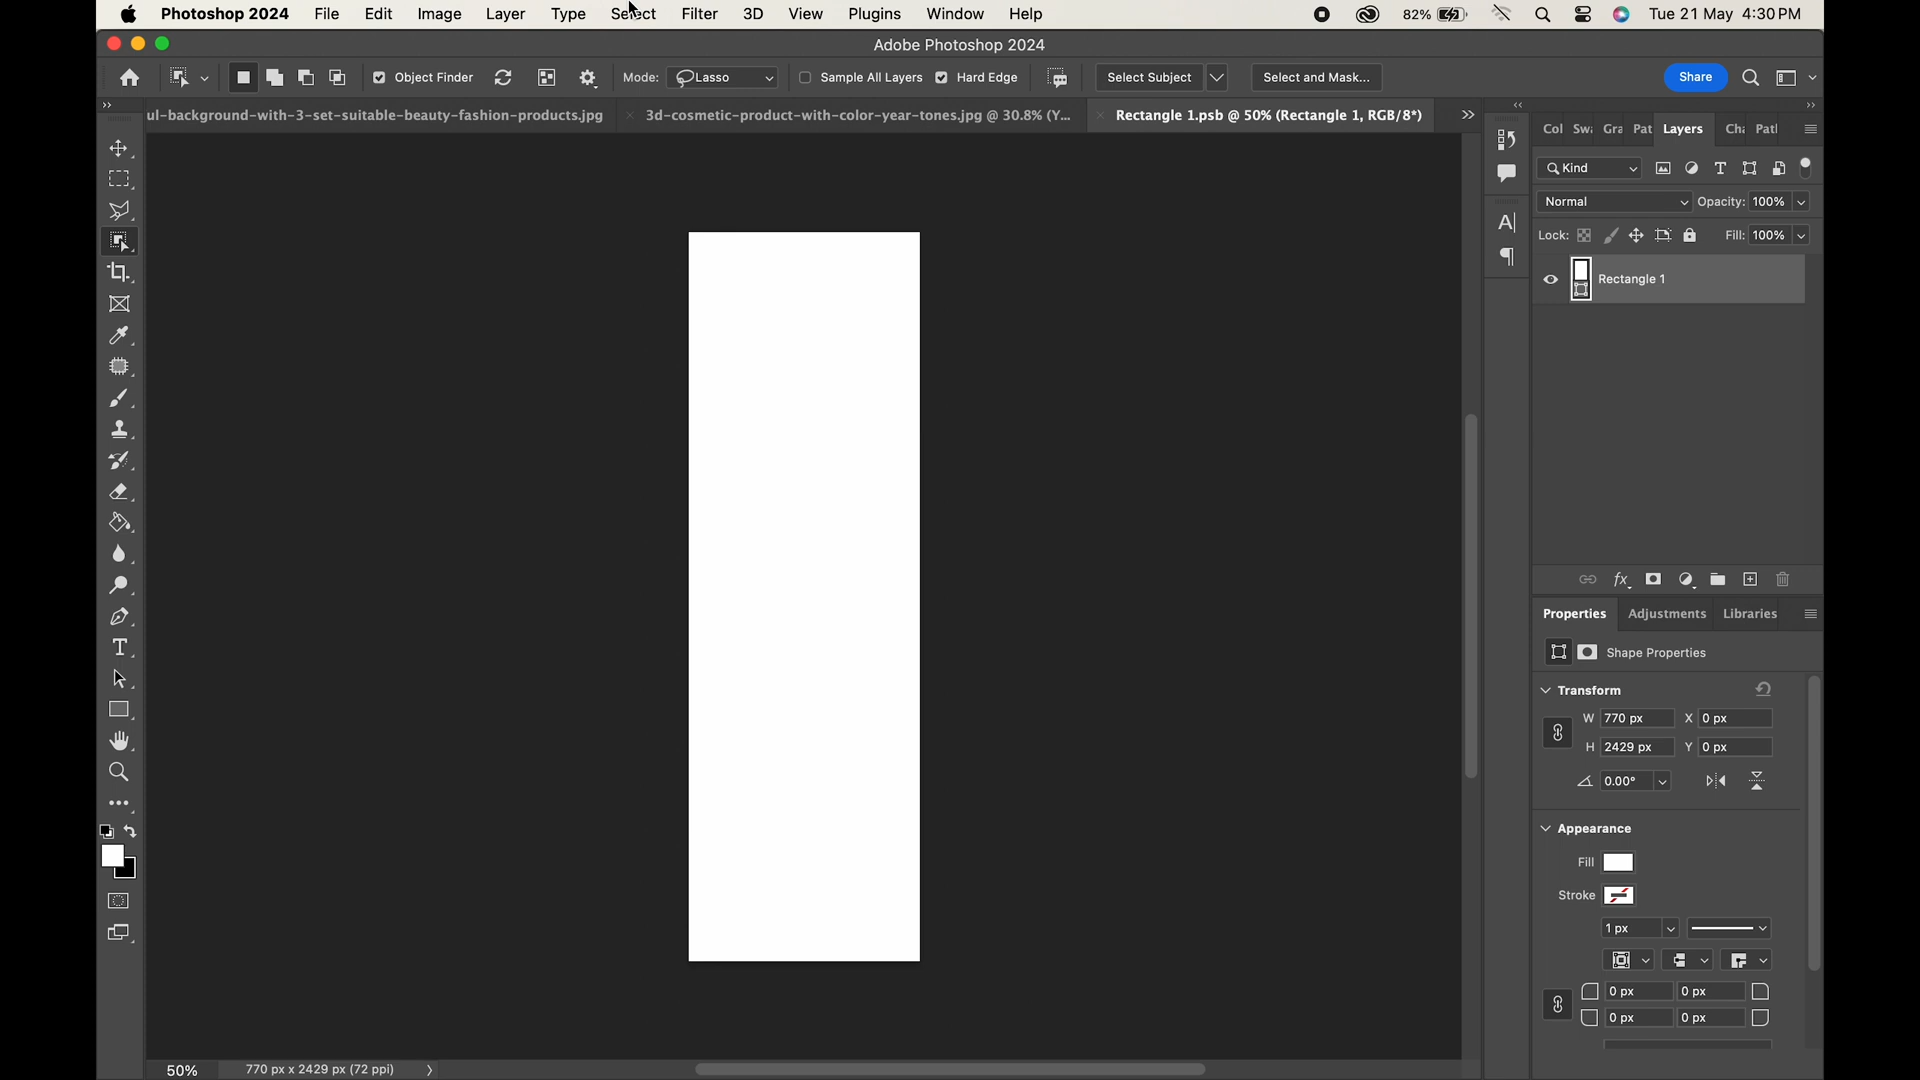 Photoshop 2024 File Edit Image Layer Type Select Filter 3D View Plugins Window Help 82% Tue 21 May 4:30 PM
Adobe Photoshop 2024
Object Finder Mode: Lasso Sample All Layers Hard Edge Select Subject Select and Mask... Share
ul-background-with-3-set-suitable-beauty-fashion-products.jpg 3d-cosmetic-product-with-color-year-tones.jpg @ 30.8% (Y... Rectangle 1.psb @ 50% (Rectangle 1, RGB/8*)
Col Swa Gra Pat Layers Cha Patl
Kind
Normal Opacity: 100%
Lock: Fill: 100%
Rectangle 1
Properties Adjustments Libraries
Shape Properties
Transform
W 770 px X 0 px
H 2429 px Y 0 px
0.00°
Appearance
Fill
Stroke
1 px
0 px 0 px
0 px 0 px
50% 770 px x 2429 px (72 ppi)